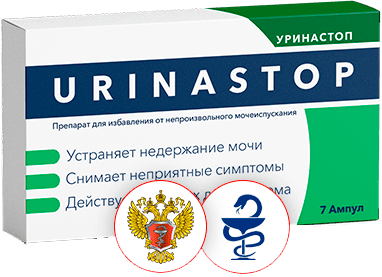 УРИНАСТОП
URINASTOP
Препарат для избавления от непроизвольного мочеиспускания
Устраняет недержание мочи
Снимает неприятные симптомы
7 Ампул